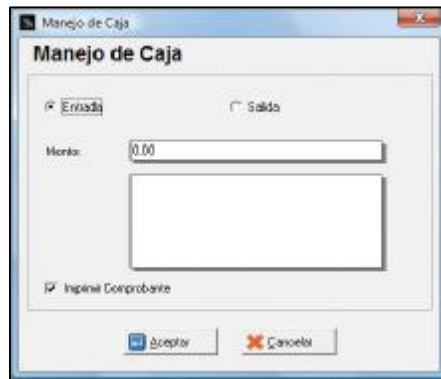 Manejo de Caja
Manejo de Caja
Entrada Salida
Monto: 0.00
Imprimir Comprobante
Aceptar Cancelar